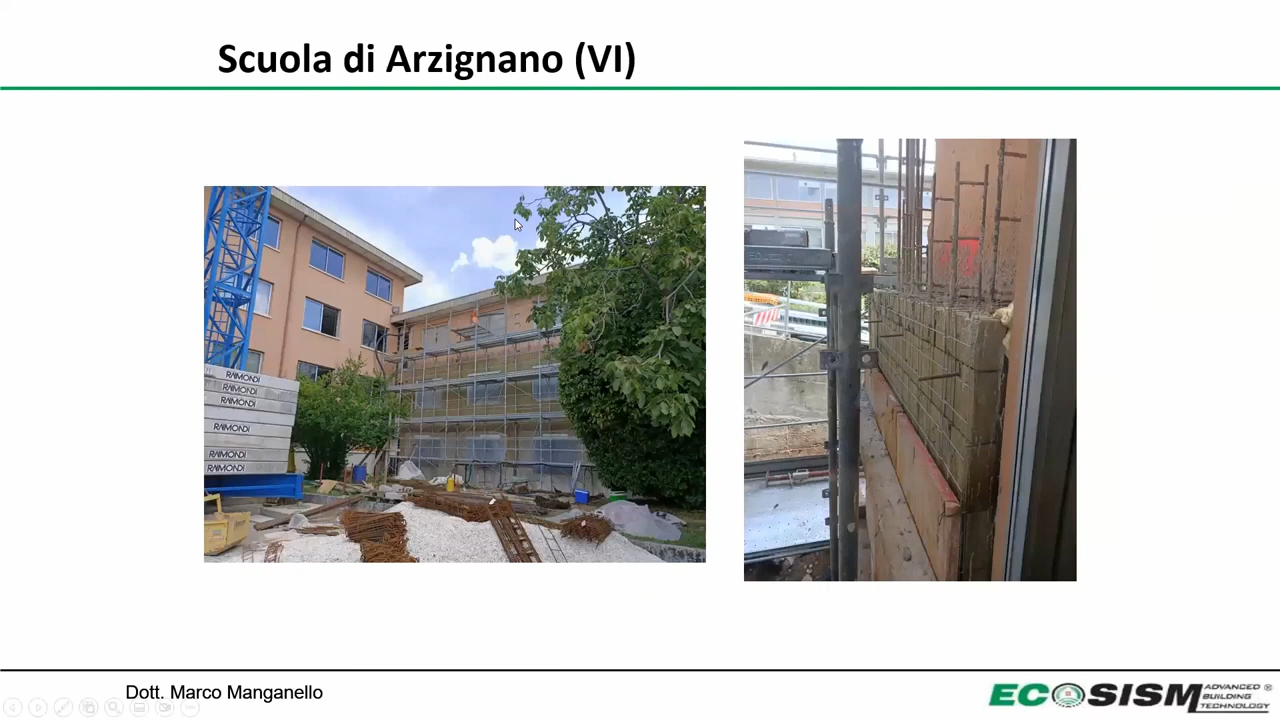 Scuola di Arzignano (VI)
RAIMONDI
RAIMONDI
RAIMONDI
RAIMONDI
RAIMONDI
RAIMONDI
Dott. Marco Manganello
ECOSISM ADVANCED ®
BUILDING
TECHNOLOGY